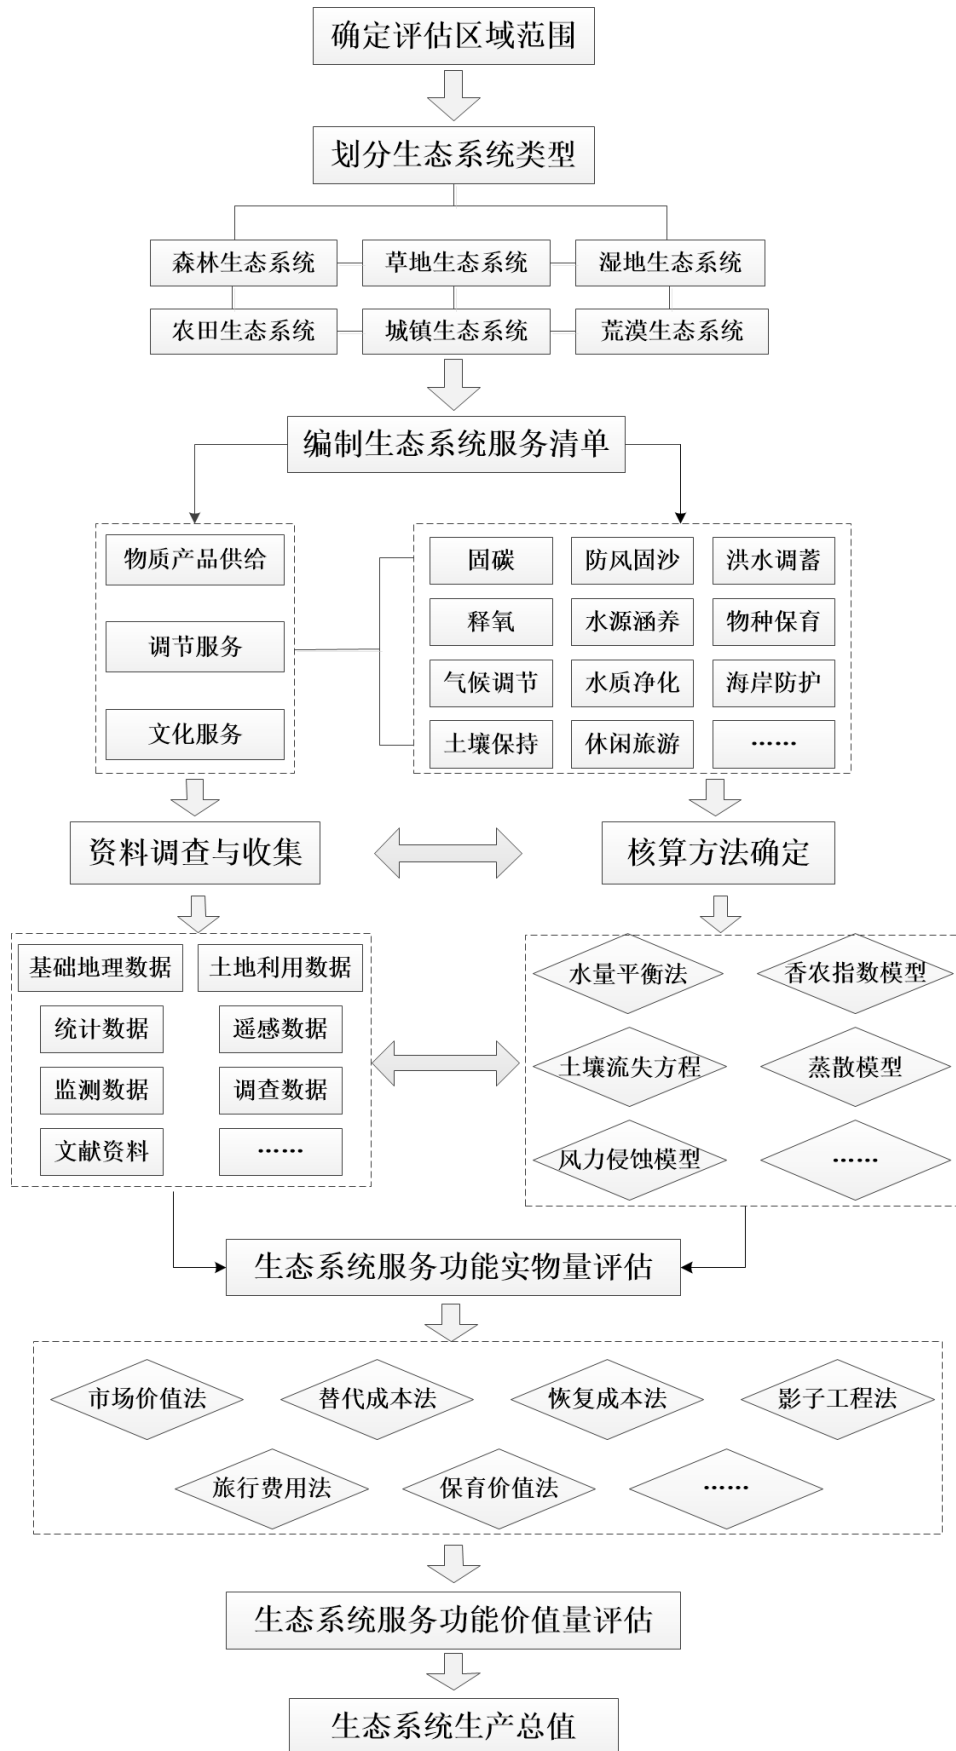 确定评估区域范围
划分生态系统类型
森林生态系统
草地生态系统
湿地生态系统
农田生态系统
城镇生态系统
荒漠生态系统
编制生态系统服务清单
物质产品供给
调节服务
文化服务
固碳
防风固沙
洪水调蓄
释氧
水源涵养
物种保育
气候调节
水质净化
海岸防护
土壤保持
休闲旅游
……
资料调查与收集
核算方法确定
基础地理数据
土地利用数据
统计数据
遥感数据
监测数据
调查数据
文献资料
……
水量平衡法
香农指数模型
土壤流失方程
蒸散模型
风力侵蚀模型
……
生态系统服务功能实物量评估
市场价值法
替代成本法
恢复成本法
影子工程法
旅行费用法
保育价值法
……
生态系统服务功能价值量评估
生态系统生产总值